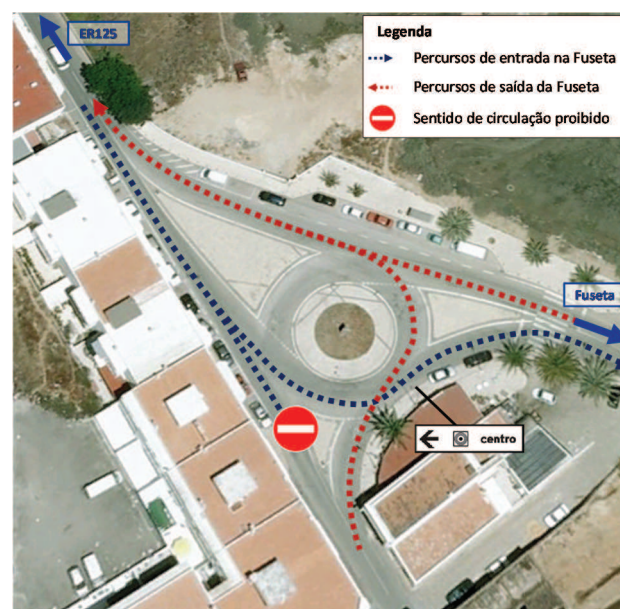 ER125
Legenda
Percursos de entrada na Fuseta
Percursos de saída da Fuseta
Sentido de circulação proibido
Fuseta
centro